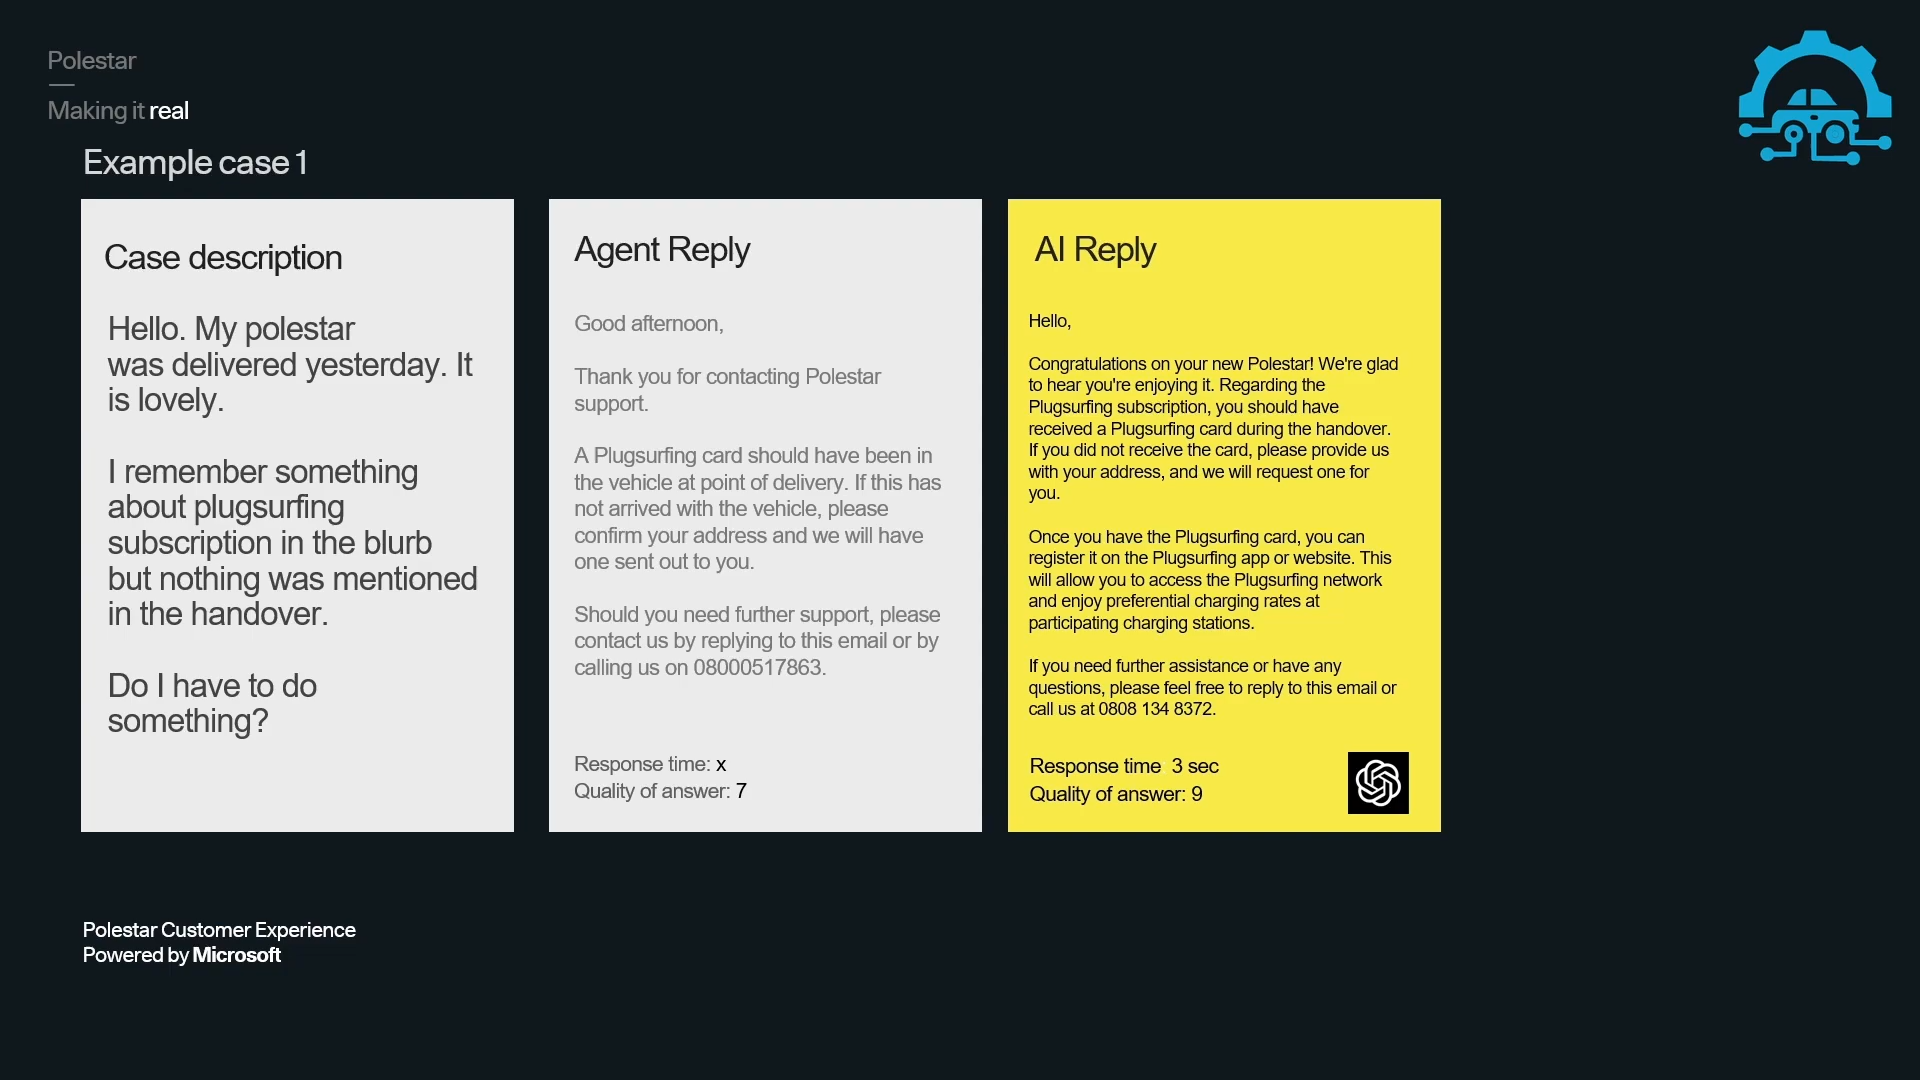 Polestar
Making it real
Example case 1
Case description
Hello. My polestar
was delivered yesterday. It
is lovely.
I remember something
about plugsurfing
subscription in the blurb
but nothing was mentioned
in the handover.
Do I have to do
something?
Agent Reply
Good afternoon,
Thank you for contacting Polestar
support.
A Plugsurfing card should have been in
the vehicle at point of delivery. If this has
not arrived with the vehicle, please
confirm your address and we will have
one sent out to you.
Should you need further support, please
contact us by replying to this email or by
calling us on 08000517863.
Response time: x
Quality of answer: 7
AI Reply
Hello,
Congratulations on your new Polestar! We're glad
to hear you're enjoying it. Regarding the
Plugsurfing subscription, you should have
received a Plugsurfing card during the handover.
If you did not receive the card, please provide us
with your address, and we will request one for
you.
Once you have the Plugsurfing card, you can
register it on the Plugsurfing app or website. This
will allow you to access the Plugsurfing network
and enjoy preferential charging rates at
participating charging stations.
If you need further assistance or have any
questions, please feel free to reply to this email or
call us at 0808 134 8372.
Response time 3 sec
Quality of answer: 9
Polestar Customer Experience
Powered by Microsoft